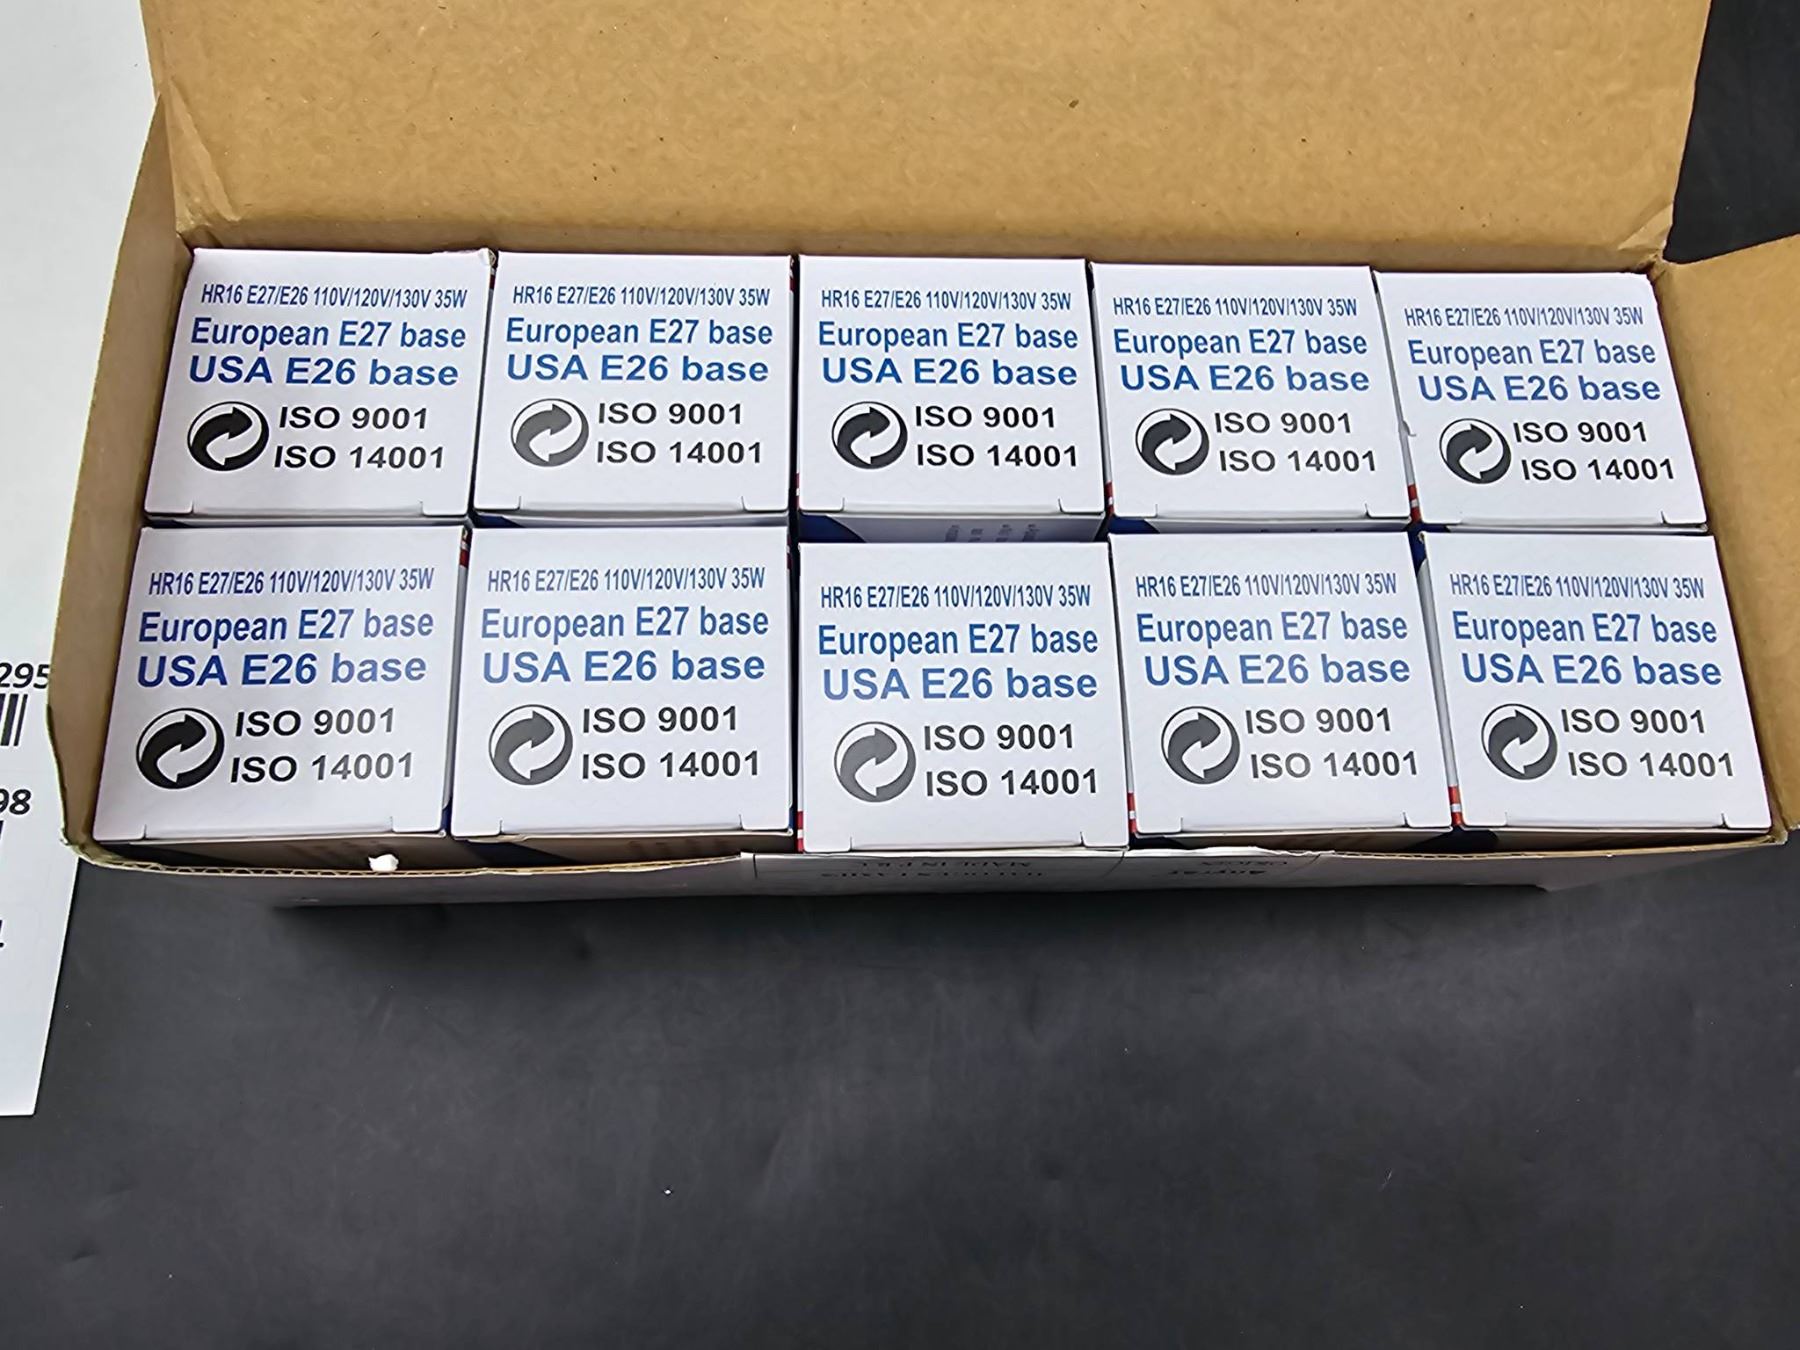 HR16 E27/E26 110V/120V/130V 35W
European E27 base
USA E26 base
ISO 9001
ISO 14001
HR16 E27/E26 110V/120V/130V 35W
European E27 base
USA E26 base
ISO 9001
ISO 14001
HR16 E27/E26 110V/120V/130V 35W
European E27 base
USA E26 base
ISO 9001
ISO 14001
HR16 E27/E26 110V/120V/130V 35W
European E27 base
USA E26 base
ISO 9001
ISO 14001
HR16 E27/E26 110V/120V/130V 35W
European E27 base
USA E26 base
ISO 9001
ISO 14001
HR16 E27/E26 110V/120V/130V 35W
European E27 base
USA E26 base
ISO 9001
ISO 14001
HR16 E27/E26 110V/120V/130V 35W
European E27 base
USA E26 base
ISO 9001
ISO 14001
HR16 E27/E26 110V/120V/130V 35W
European E27 base
USA E26 base
ISO 9001
ISO 14001
HR16 E27/E26 110V/120V/130V 35W
European E27 base
USA E26 base
ISO 9001
ISO 14001
HR16 E27/E26 110V/120V/130V 35W
European E27 base
USA E26 base
ISO 9001
ISO 14001
295
98